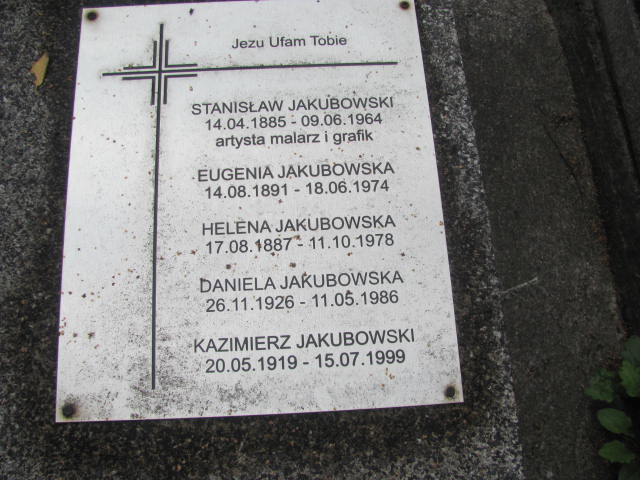 Jezu Ufam Tobie
STANISŁAW JAKUBOWSKI
14.04.1885 - 09.06.1964
artysta malarz i grafik
EUGENIA JAKUBOWSKA
14.08.1891 - 18.06.1974
HELENA JAKUBOWSKA
17.08.1887 - 11.10.1978
DANIELA JAKUBOWSKA
26.11.1926 - 11.05.1986
KAZIMIERZ JAKUBOWSKI
20.05.1919 - 15.07.1999